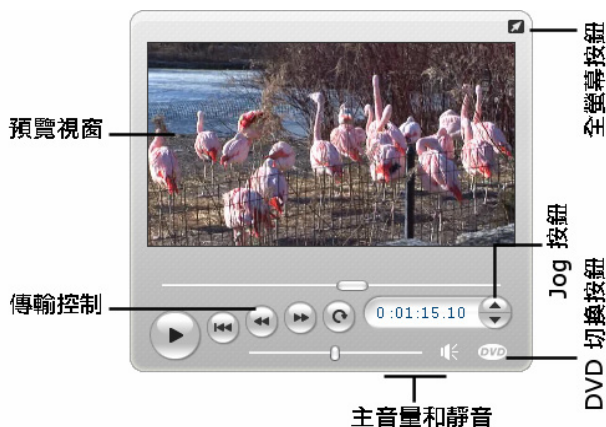 全螢幕按鈕
預覽視窗
Jog 按鈕
傳輸控制
0:01:15.10
DVD
DVD 切換按鈕
主音量和靜音